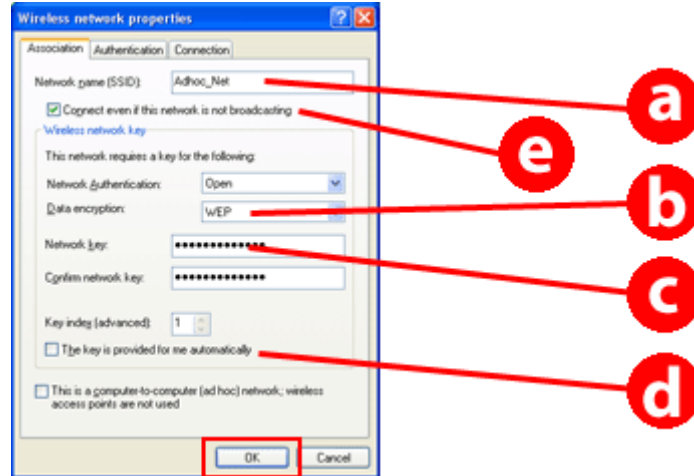 Wireless network properties
Association
Authentication
Connection
Network name (SSID):
Adhoc_Net
a
Connect even if this network is not broadcasting
e
Wireless network key
This network requires a key for the following:
Network Authentication:
Open
Data encryption:
WEP
b
Network key:
•••••••••••••
c
Confirm network key:
•••••••••••••
Key index (advanced):
1
The key is provided for me automatically
d
This is a computer-to-computer (ad hoc) network; wireless
access points are not used
OK
Cancel